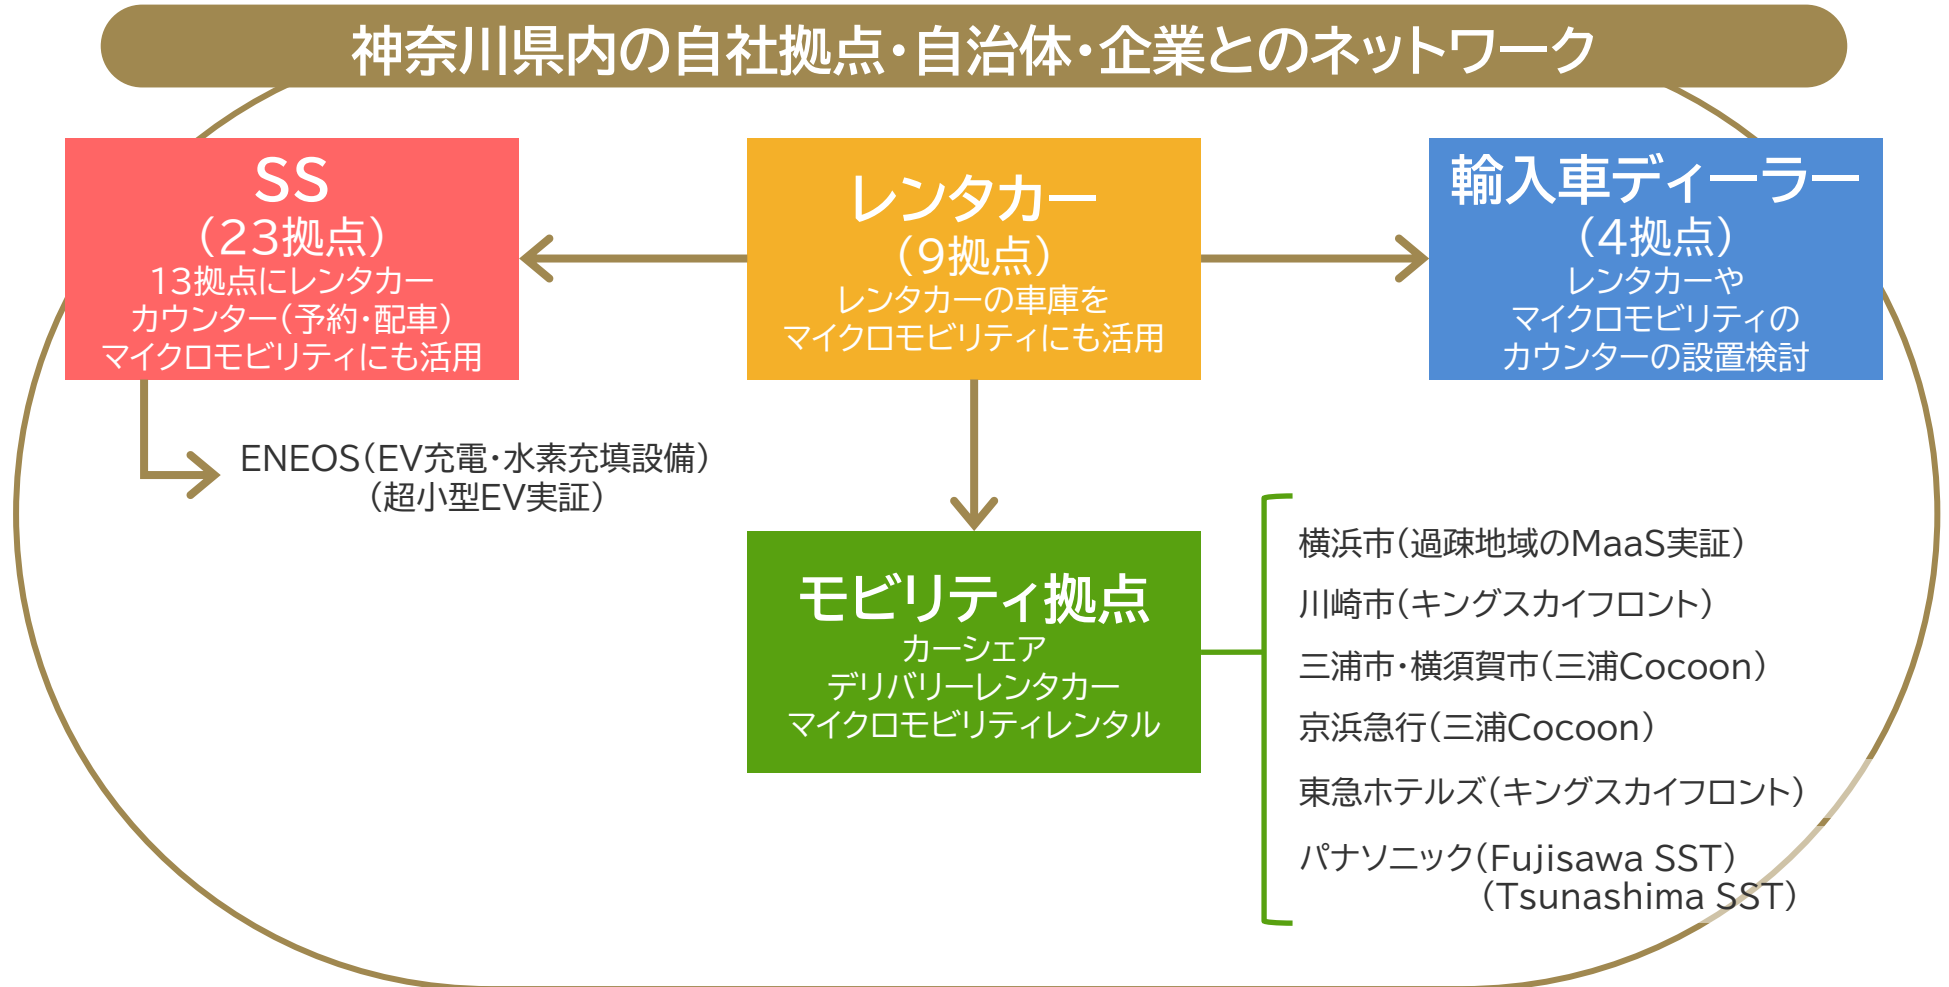 神奈川県内の自社拠点・自治体・企業とのネットワーク
SS
（23拠点）
13拠点にレンタカー
カウンター（予約・配車）
マイクロモビリティにも活用
レンタカー
（9拠点）
レンタカーの車庫を
マイクロモビリティにも活用
輸入車ディーラー
（4拠点）
レンタカーや
マイクロモビリティの
カウンターの設置検討
ENEOS（EV充電・水素充填設備）
（超小型EV実証）
モビリティ拠点
カーシェア
デリバリーレンタカー
マイクロモビリティレンタル
横浜市（過疎地域のMaaS実証）
川崎市（キングスカイフロント）
三浦市・横須賀市（三浦Cocoon）
京浜急行（三浦Cocoon）
東急ホテルズ（キングスカイフロント）
パナソニック（Fujisawa SST）
（Tsunashima SST）